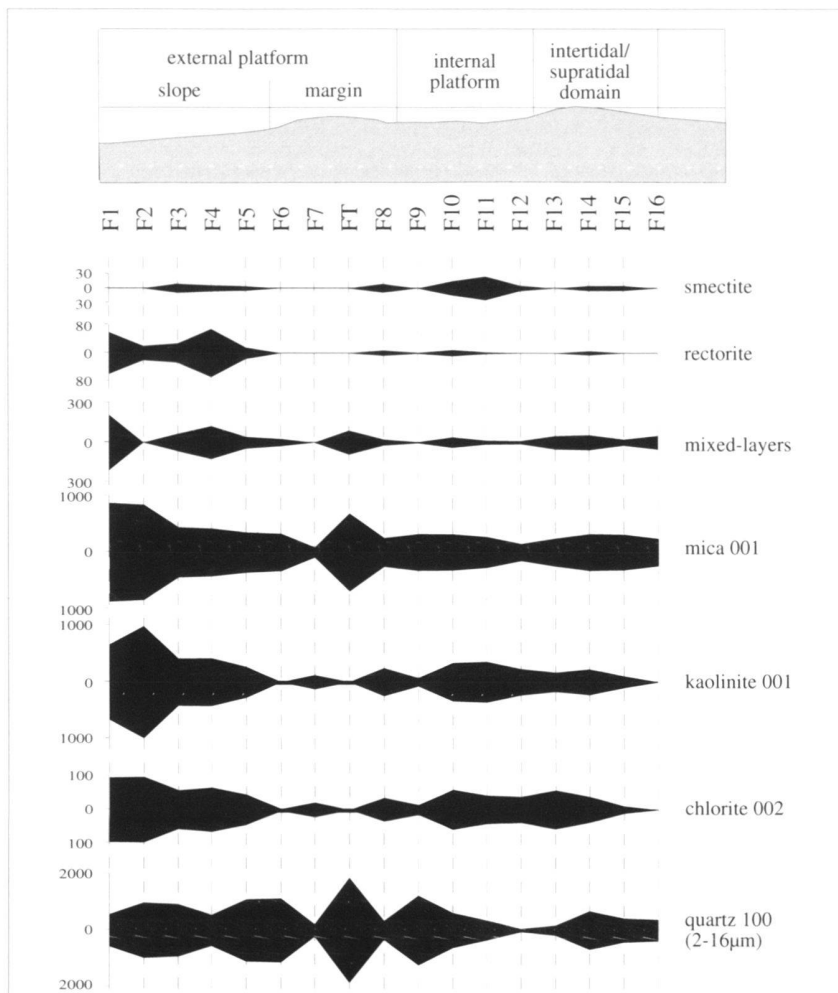 external platform
slope
margin
internal
platform
intertidal/
supratidal
domain
F1 F2 F3 F4 F5 F6 F7 FT F8 F9 F10 F11 F12 F13 F14 F15 F16
30
0
30
smectite
80
0
80
rectorite
300
0
300
mixed-layers
1000
0
1000
mica 001
1000
0
1000
kaolinite 001
100
0
100
chlorite 002
2000
0
2000
quartz 100
(2-16µm)